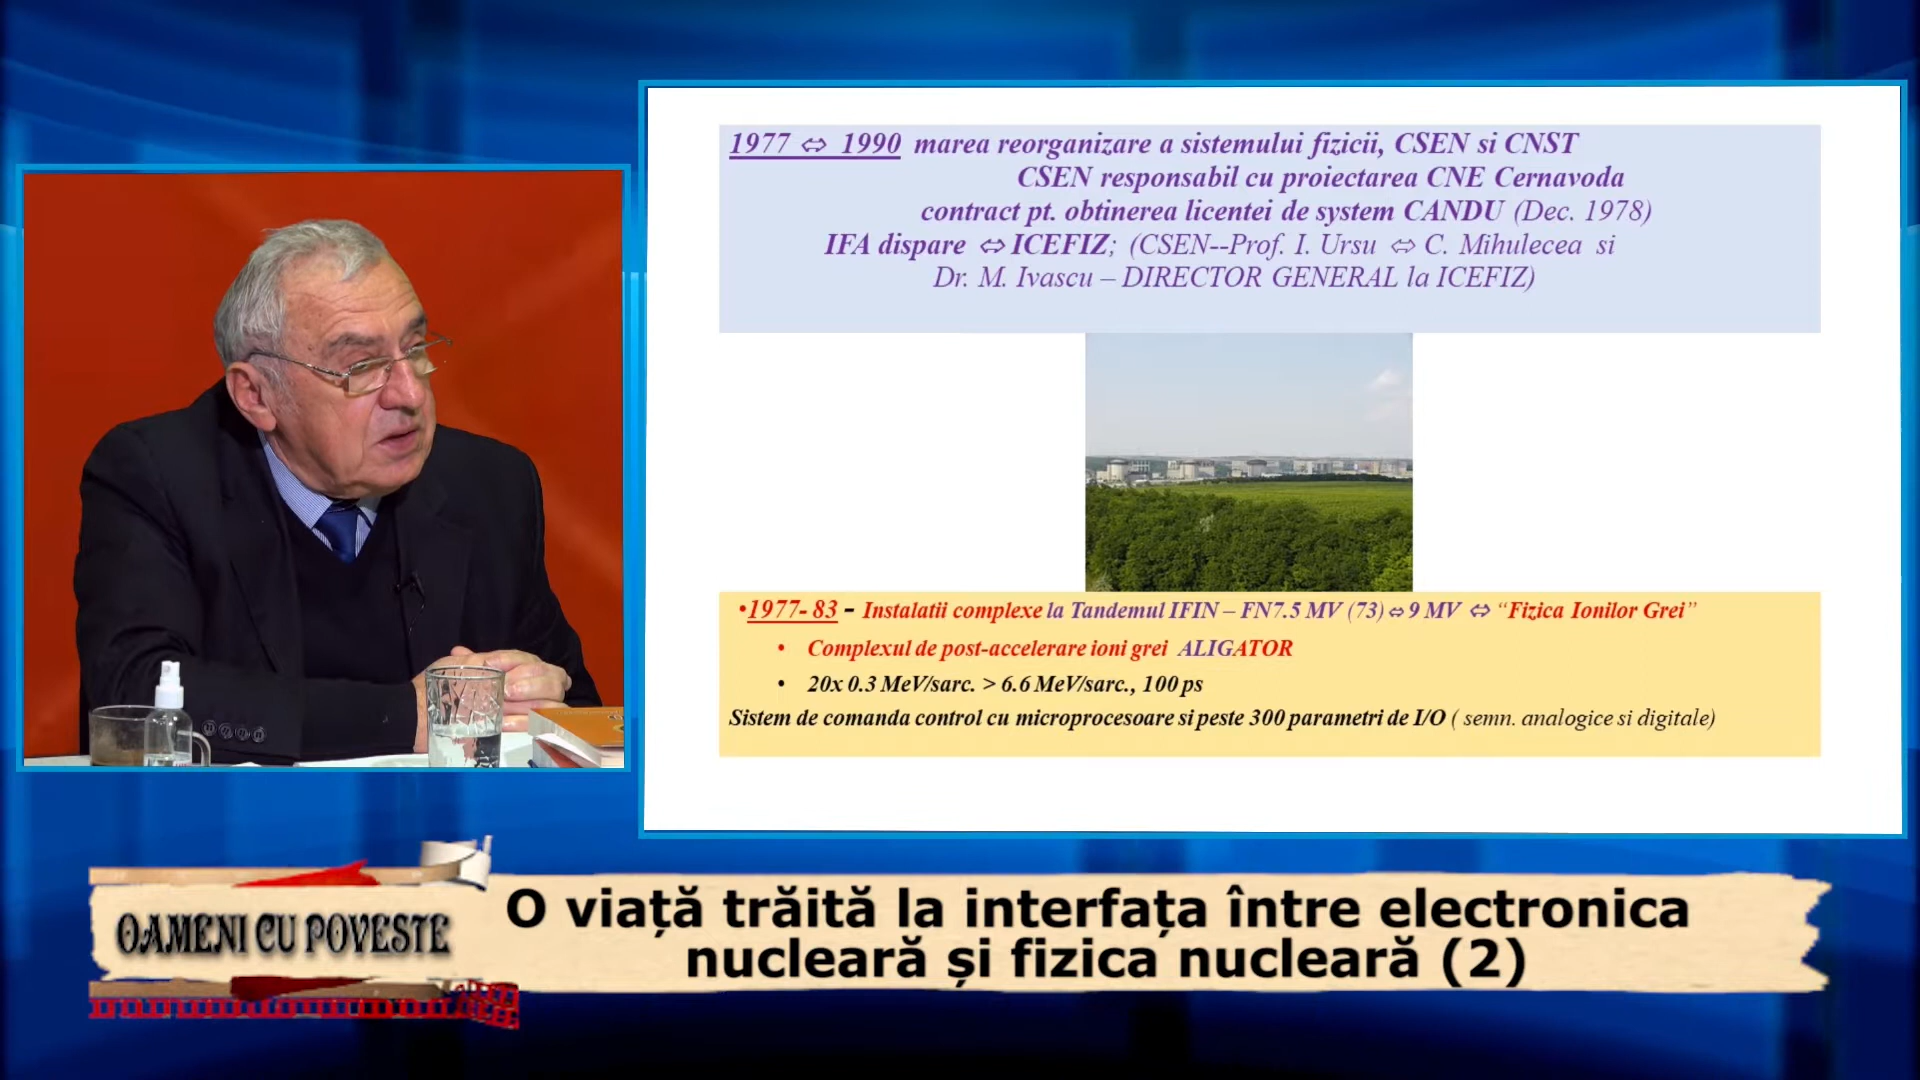 1977 ⇔ 1990 marea reorganizare a sistemului fizicii, CSEN si CNST
CSEN responsabil cu proiectarea CNE Cernavoda
contract pt. obtinerea licentei de system CANDU (Dec. 1978)
IFA dispare ⇔ ICEFIZ; (CSEN--Prof. I. Ursu ⇔ C. Mihulecea si
Dr. M. Ivascu – DIRECTOR GENERAL la ICEFIZ)
•1977- 83 - Instalatii complexe la Tandemul IFIN – FN7.5 MV (73) ⇔ 9 MV ⇔ “Fizica Ionilor Grei”
• Complexul de post-accelerare ioni grei ALIGATOR
• 20x 0.3 MeV/sarc. > 6.6 MeV/sarc., 100 ps
Sistem de comanda control cu microprocesoare si peste 300 parametri de I/O ( semn. analogice si digitale)
OAMENI CU POVESTE
O viață trăită la interfața între electronica
nucleară și fizica nucleară (2)